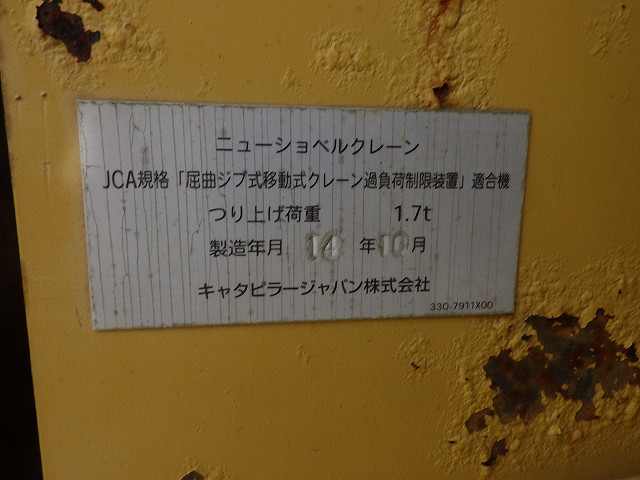 ニューショベルクレーン
JCA規格「屈曲ジブ式移動式クレーン過負荷制限装置」適合機
つり上げ荷重 1.7t
製造年月 14 年 10 月
キャタピラージャパン株式会社
330-7911X00